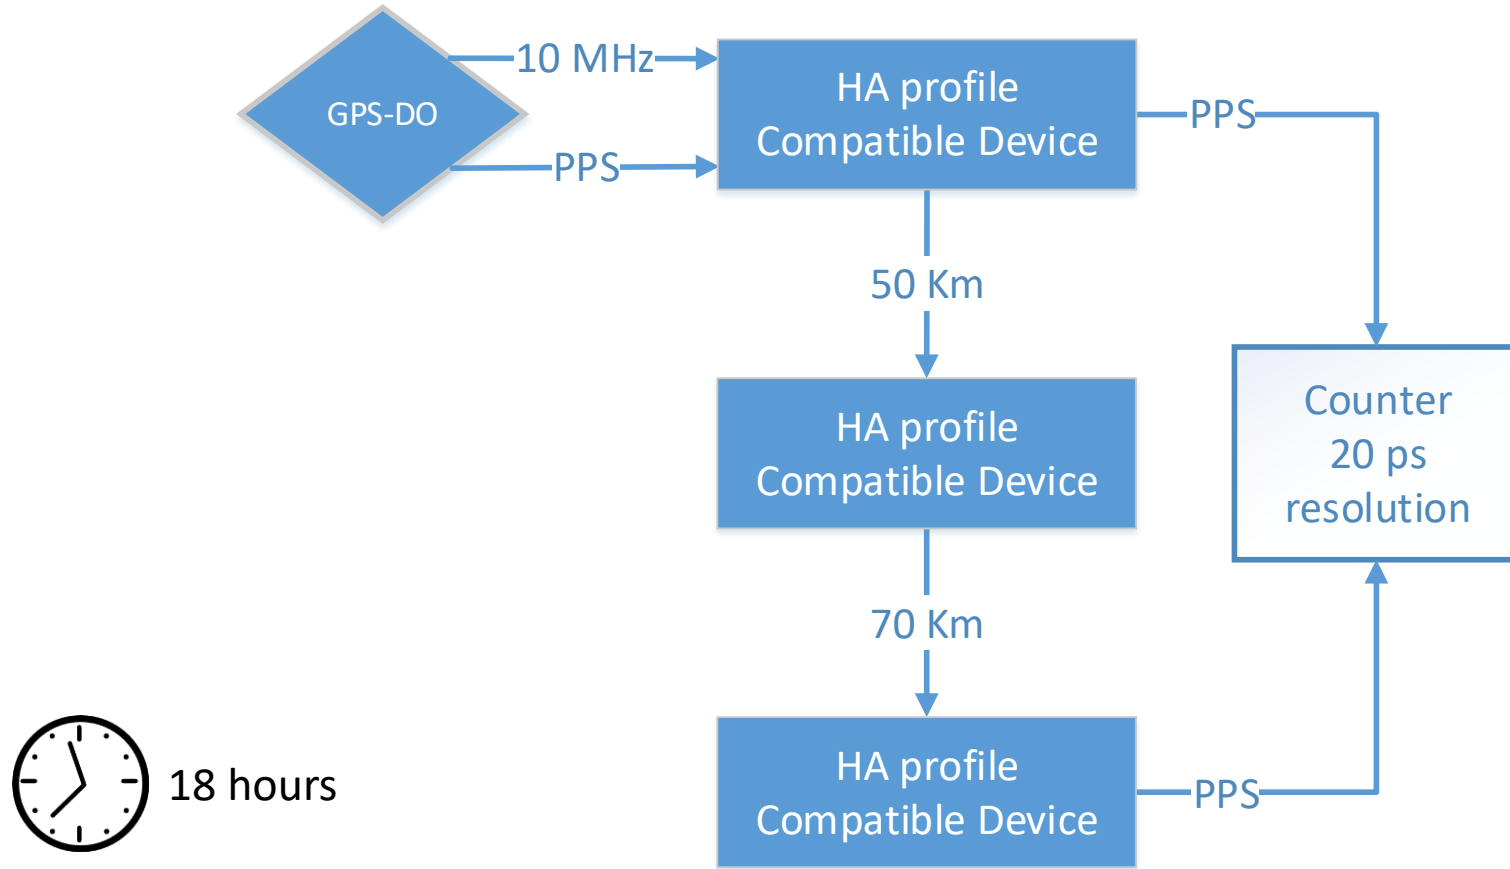 10 MHz
GPS-DO
PPS
HA profile
Compatible Device
PPS
50 Km
HA profile
Compatible Device
Counter
20 ps
resolution
70 Km
HA profile
Compatible Device
PPS
18 hours